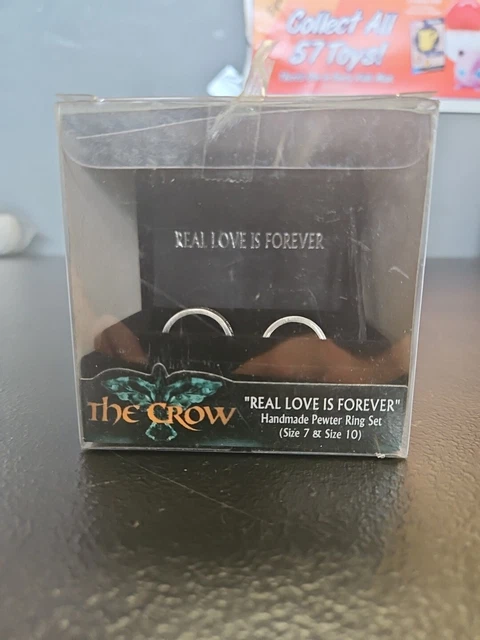 Collect All
57 Toys!
REAL LOVE IS FOREVER
THE CROW
"REAL LOVE IS FOREVER"
Handmade Pewter Ring Set
(Size 7 & Size 10)